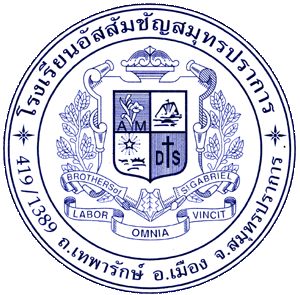 โรงเรียนอัสสัมชัญสมุทรปราการ
A M
D S
BROTHERS of ST GABRIEL
LABOR OMNIA VINCIT
419/1389 ถ.เทพารักษ์ อ.เมือง จ.สมุทรปราการ